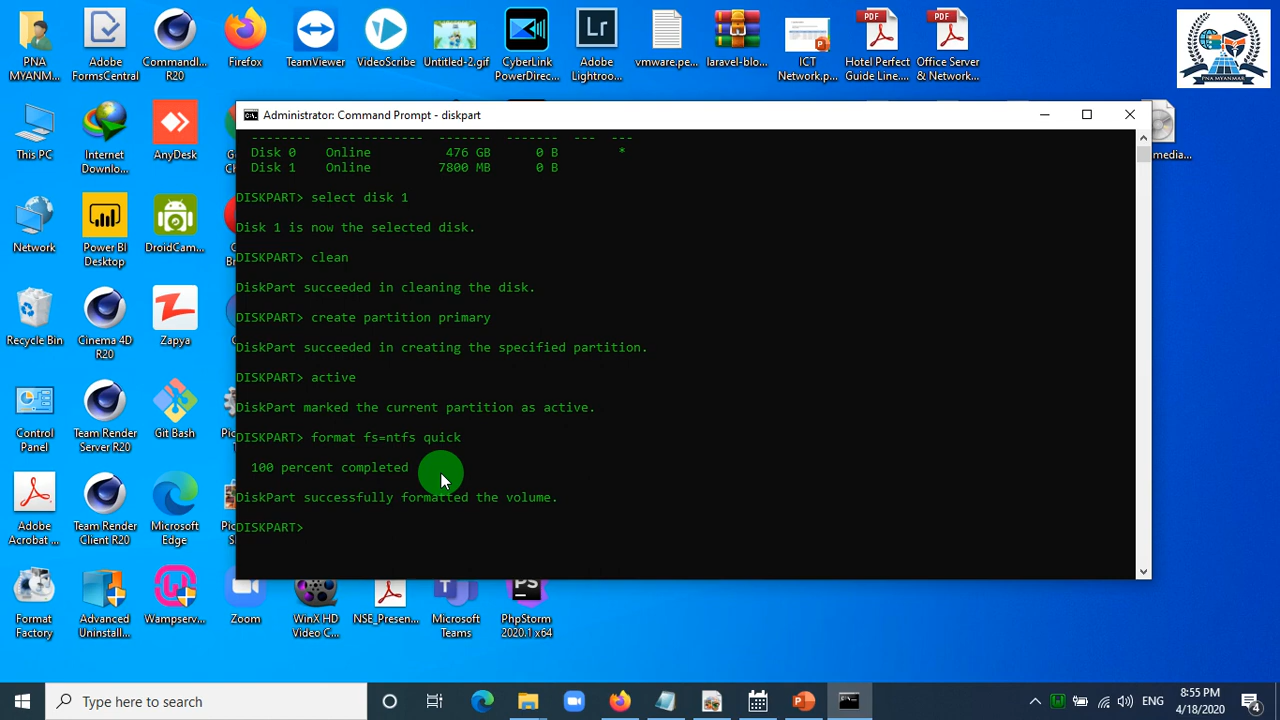 PNA
MYANM...
Adobe
FormsCentral
CommandL...
R20
Firefox
TeamViewer
VideoScribe
Untitled-2.gif
CyberLink
PowerDirec...
Lr
Adobe
Lightroo...
vmware.pe...
laravel-blo...
ICT
Network.p...
PDF
Hotel Perfect
Guide Line....
PDF
Office Server
& Network...
PNA MYANMAR
This PC
Internet
Downlo...
AnyDesk
media...
Network
Power BI
Desktop
DroidCam...
Recycle Bin
Cinema 4D
R20
Zapya
Control
Panel
Team Render
Server R20
Git Bash
Adobe
Acrobat ...
Team Render
Client R20
Microsoft
Edge
Format
Factory
Advanced
Uninstall...
Wampserv...
Zoom
WinX HD
Video C...
NSE_Presen...
Microsoft
Teams
PS
PhpStorm
2020.1 x64
Administrator: Command Prompt - diskpart
-------- ------------- ------- ------- --- ---
Disk 0 Online 476 GB 0 B *
Disk 1 Online 7800 MB 0 B
DISKPART> select disk 1
Disk 1 is now the selected disk.
DISKPART> clean
DiskPart succeeded in cleaning the disk.
DISKPART> create partition primary
DiskPart succeeded in creating the specified partition.
DISKPART> active
DiskPart marked the current partition as active.
DISKPART> format fs=ntfs quick
100 percent completed
DiskPart successfully formatted the volume.
DISKPART>
Type here to search
ENG
8:55 PM
4/18/2020
4